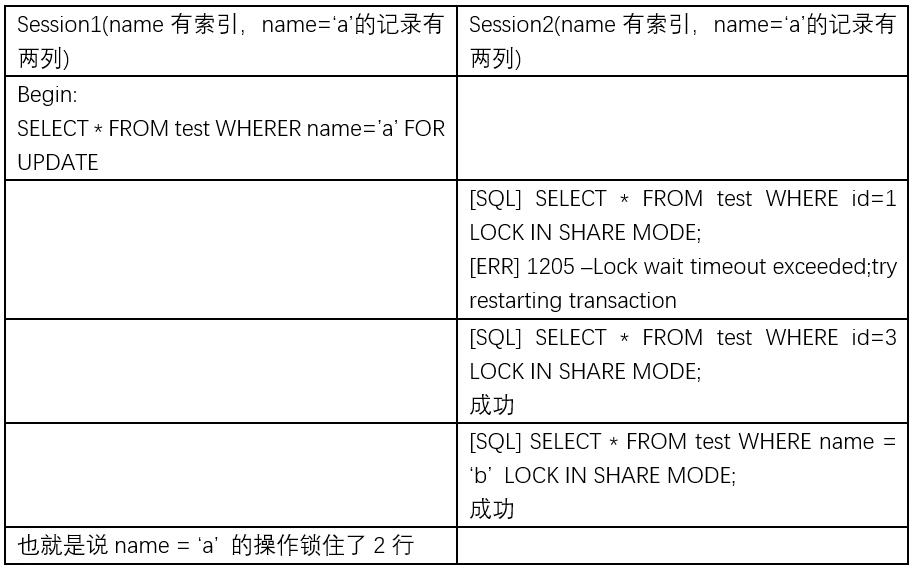 Session1(name 有索引，name=‘a’的记录有
两列)
Session2(name 有索引，name=‘a’的记录有
两列)
Begin:
SELECT * FROM test WHERER name=’a’ FOR
UPDATE
[SQL] SELECT * FROM test WHERE id=1
LOCK IN SHARE MODE;
[ERR] 1205 –Lock wait timeout exceeded;try
restarting transaction
[SQL] SELECT * FROM test WHERE id=3
LOCK IN SHARE MODE;
成功
[SQL] SELECT * FROM test WHERE name =
‘b’ LOCK IN SHARE MODE;
成功
也就是说 name = ‘a’ 的操作锁住了 2 行